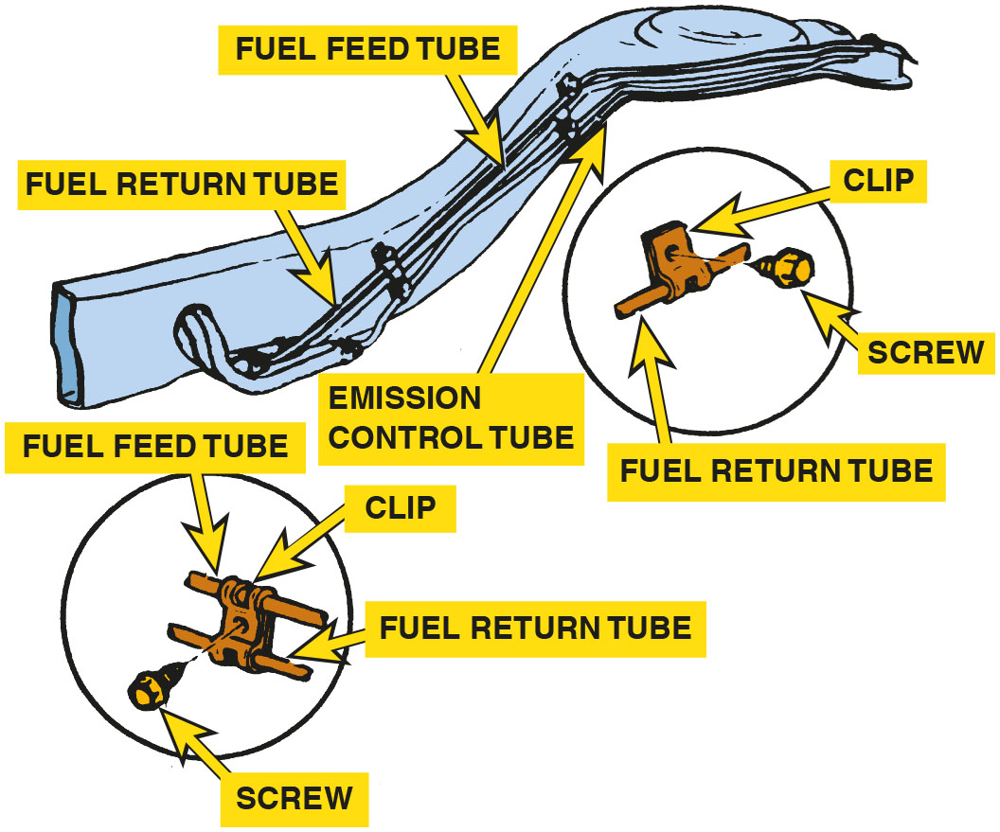 FUEL FEED TUBE
FUEL RETURN TUBE
CLIP
SCREW
EMISSION
CONTROL TUBE
FUEL RETURN TUBE
FUEL FEED TUBE
CLIP
FUEL RETURN TUBE
SCREW